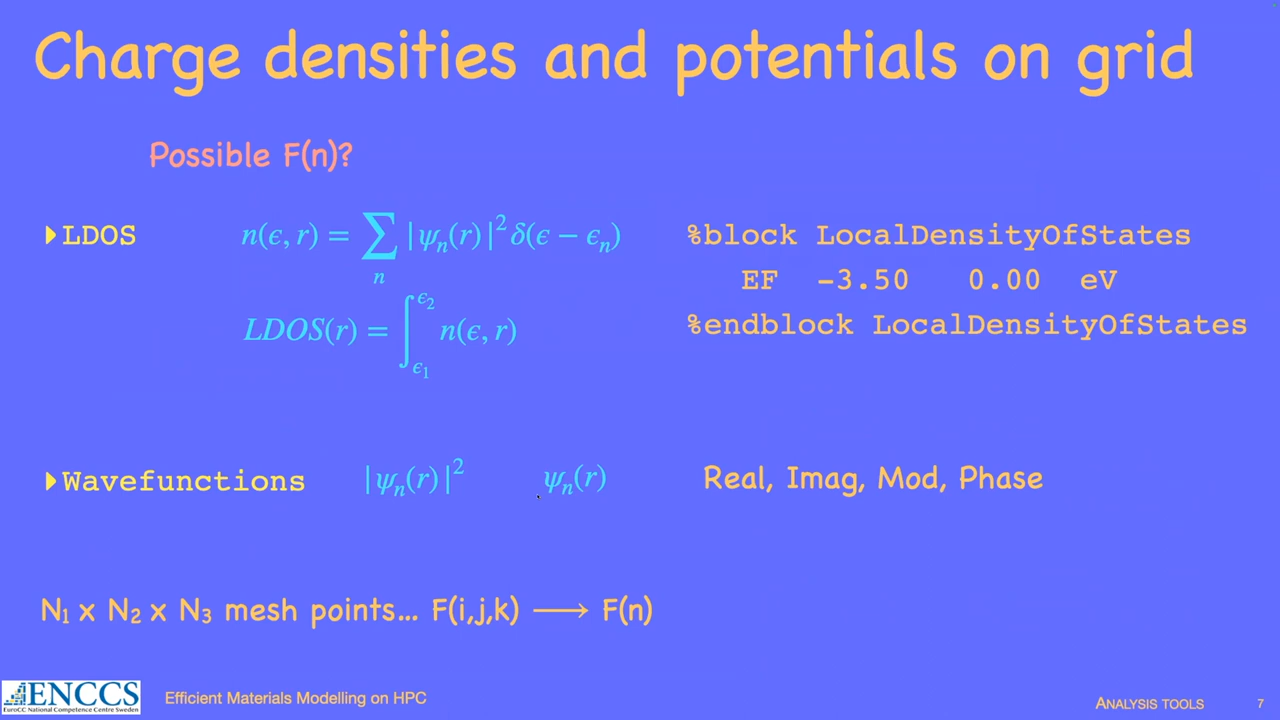 Charge densities and potentials on grid
Possible F(n)?
LDOS n(ϵ, r) = ∑ₙ |ψₙ(r)|² δ(ϵ − ϵₙ) %block LocalDensityOfStates
EF -3.50 0.00 eV
LDOS(r) = ∫_{ϵ₁}^{ϵ₂} n(ϵ, r) %endblock LocalDensityOfStates
Wavefunctions |ψₙ(r)|² ψₙ(r) Real, Imag, Mod, Phase
N₁ x N₂ x N₃ mesh points... F(i,j,k) ⟶ F(n)
ENCCS
EuroCC National Competence Centre Sweden
Efficient Materials Modelling on HPC
ANALYSIS TOOLS 7